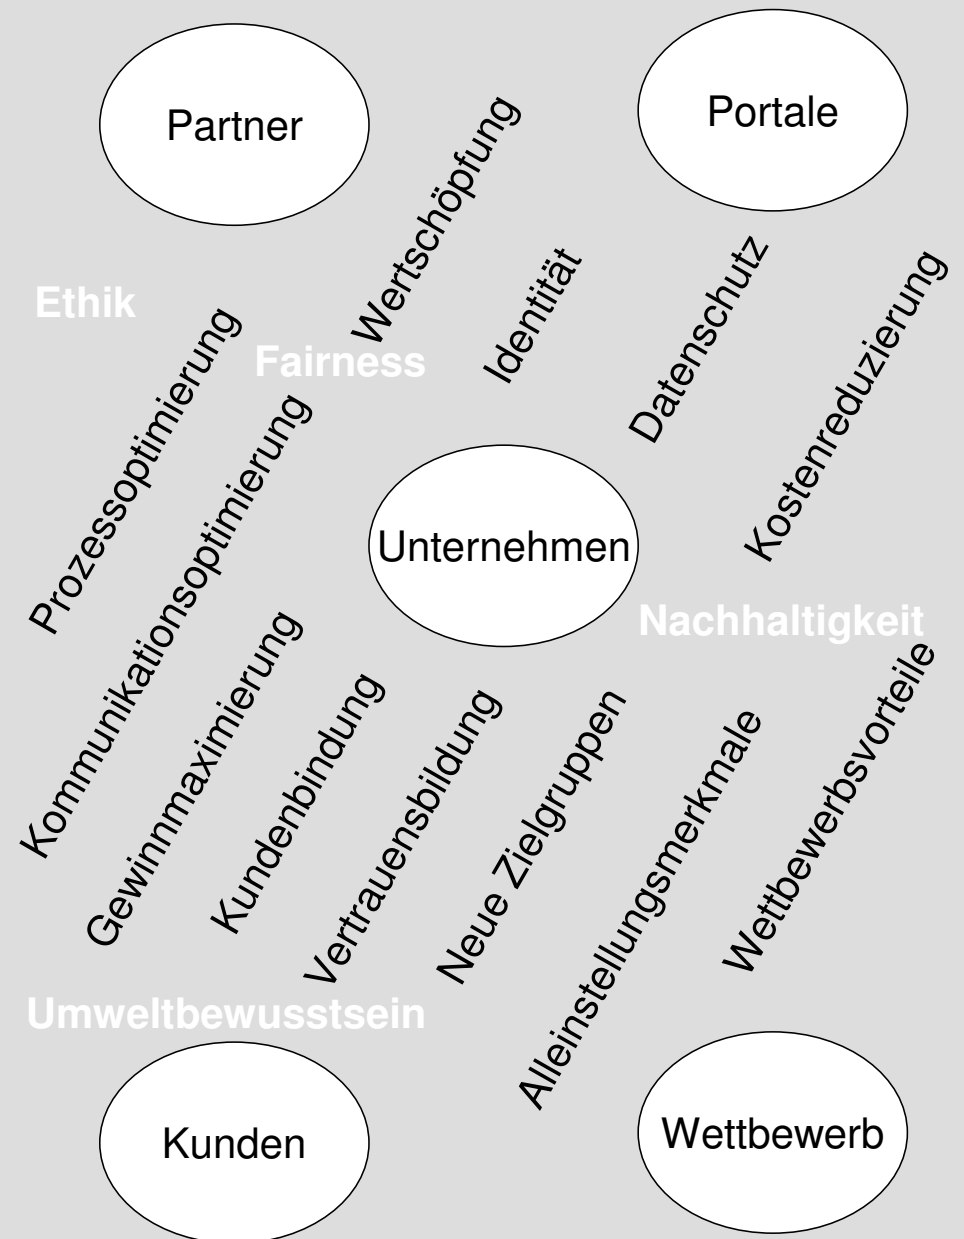 Partner
Portale
Wertschöpfung
Identität
Datenschutz
Kostenreduzierung
Ethik
Fairness
Prozessoptimierung
Kommunikationsoptimierung
Unternehmen
Nachhaltigkeit
Gewinnmaximierung
Kundenbindung
Vertrauensbildung
Neue Zielgruppen
Alleinstellungsmerkmale
Wettbewerbsvorteile
Umweltbewusstsein
Kunden
Wettbewerb